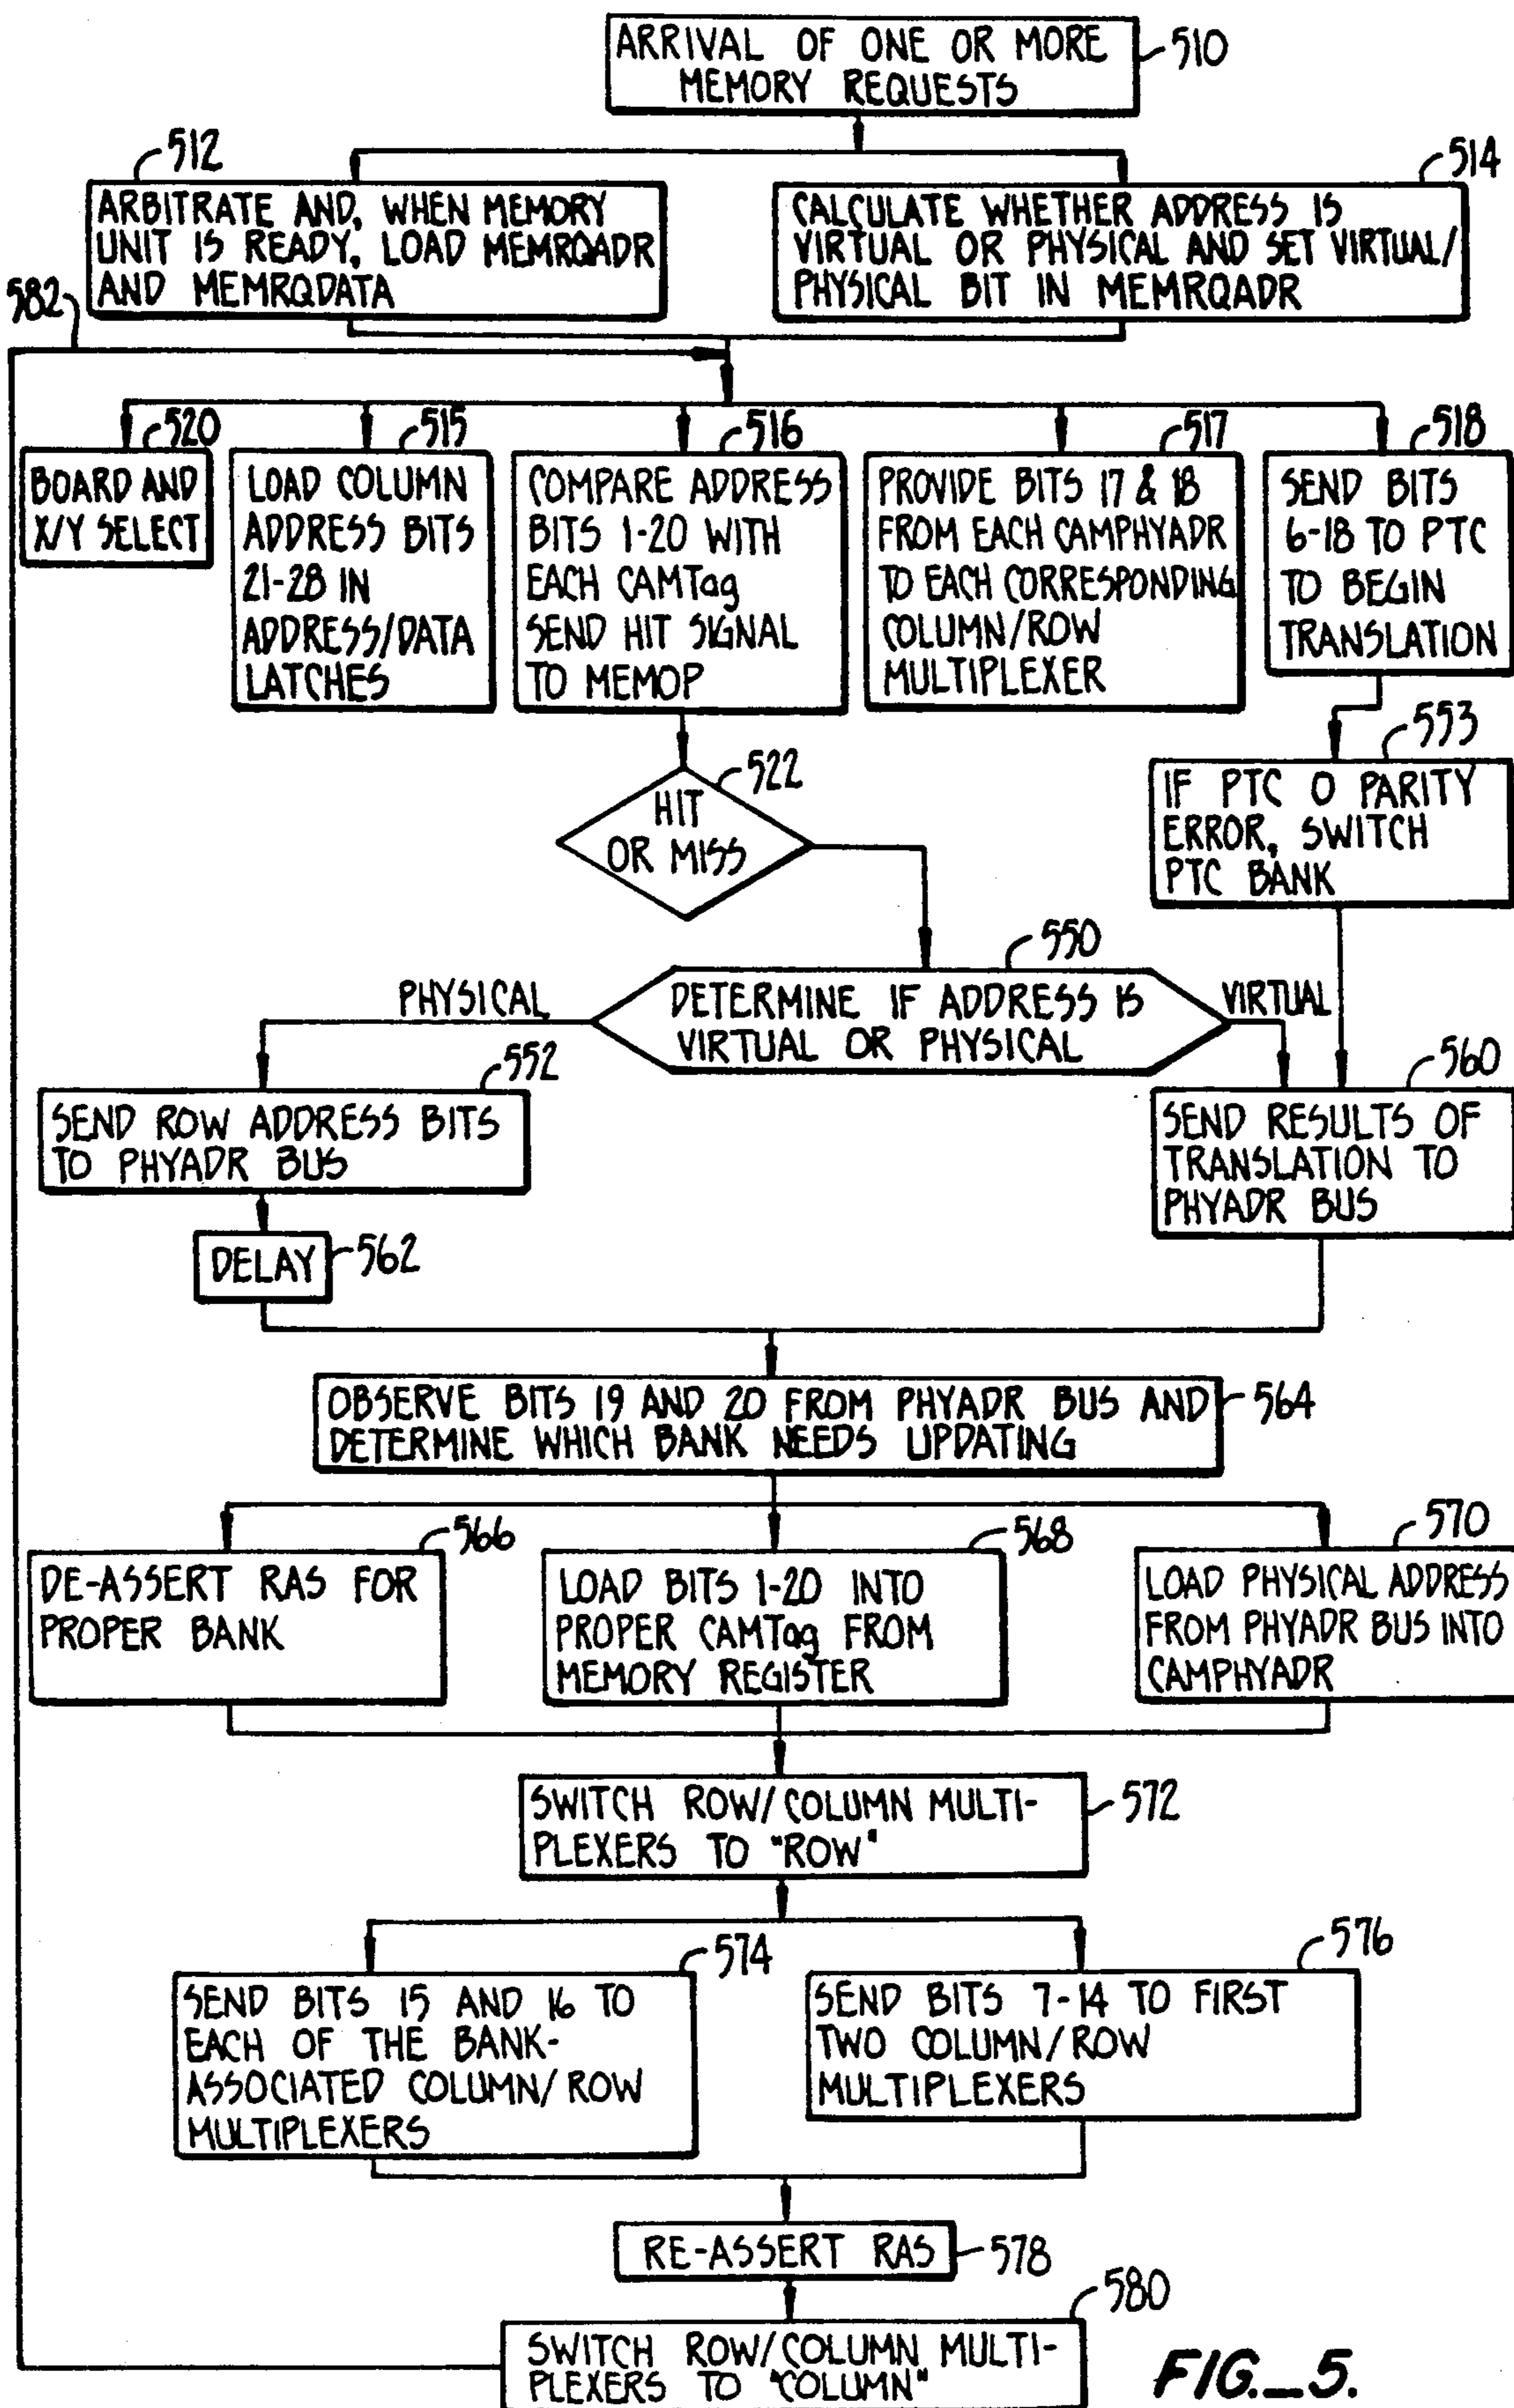 ARRIVAL OF ONE OR MORE
MEMORY REQUESTS
510
512
ARBITRATE AND, WHEN MEMORY
UNIT IS READY, LOAD MEMRQADR
AND MEMRQDATA
514
CALCULATE WHETHER ADDRESS IS
VIRTUAL OR PHYSICAL AND SET VIRTUAL/
PHYSICAL BIT IN MEMRQADR
582
520
BOARD AND
X/Y SELECT
515
LOAD COLUMN
ADDRESS BITS
21-28 IN
ADDRESS/DATA
LATCHES
516
COMPARE ADDRESS
BITS 1-20 WITH
EACH CAMTag
SEND HIT SIGNAL
TO MEMOP
517
PROVIDE BITS 17 & 18
FROM EACH CAMPHYADR
TO EACH CORRESPONDING
COLUMN/ROW
MULTIPLEXER
518
SEND BITS
6-18 TO PTC
TO BEGIN
TRANSLATION
522
HIT
OR MISS
553
IF PTC 0 PARITY
ERROR, SWITCH
PTC BANK
550
DETERMINE IF ADDRESS IS
VIRTUAL OR PHYSICAL
PHYSICAL
VIRTUAL
552
SEND ROW ADDRESS BITS
TO PHYADR BUS
560
SEND RESULTS OF
TRANSLATION TO
PHYADR BUS
DELAY
562
OBSERVE BITS 19 AND 20 FROM PHYADR BUS AND
DETERMINE WHICH BANK NEEDS UPDATING
564
566
DE-ASSERT RAS FOR
PROPER BANK
568
LOAD BITS 1-20 INTO
PROPER CAMTag FROM
MEMORY REGISTER
570
LOAD PHYSICAL ADDRESS
FROM PHYADR BUS INTO
CAMPHYADR
SWITCH ROW/COLUMN MULTI-
PLEXERS TO "ROW"
572
574
SEND BITS 15 AND 16 TO
EACH OF THE BANK-
ASSOCIATED COLUMN/ROW
MULTIPLEXERS
576
SEND BITS 7-14 TO FIRST
TWO COLUMN/ROW
MULTIPLEXERS
RE-ASSERT RAS
578
580
SWITCH ROW/COLUMN MULTI-
PLEXERS TO "COLUMN"
FIG._5.